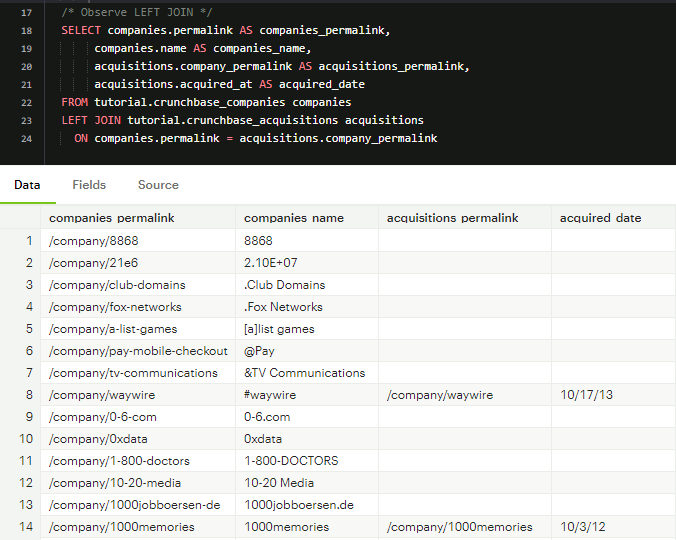 17 /* Observe LEFT JOIN */
18 SELECT companies.permalink AS companies_permalink,
19 companies.name AS companies_name,
20 acquisitions.company_permalink AS acquisitions_permalink,
21 acquisitions.acquired_at AS acquired_date
22 FROM tutorial.crunchbase_companies companies
23 LEFT JOIN tutorial.crunchbase_acquisitions acquisitions
24 ON companies.permalink = acquisitions.company_permalink
Data Fields Source
companies permalink companies name acquisitions permalink acquired date
1 /company/8868 8868
2 /company/21e6 2.10E+07
3 /company/club-domains .Club Domains
4 /company/fox-networks .Fox Networks
5 /company/a-list-games [a]list games
6 /company/pay-mobile-checkout @Pay
7 /company/tv-communications &TV Communications
8 /company/waywire #waywire /company/waywire 10/17/13
9 /company/0-6-com 0-6.com
10 /company/0xdata 0xdata
11 /company/1-800-doctors 1-800-DOCTORS
12 /company/10-20-media 10-20 Media
13 /company/1000jobboersen-de 1000jobboersen.de
14 /company/1000memories 1000memories /company/1000memories 10/3/12